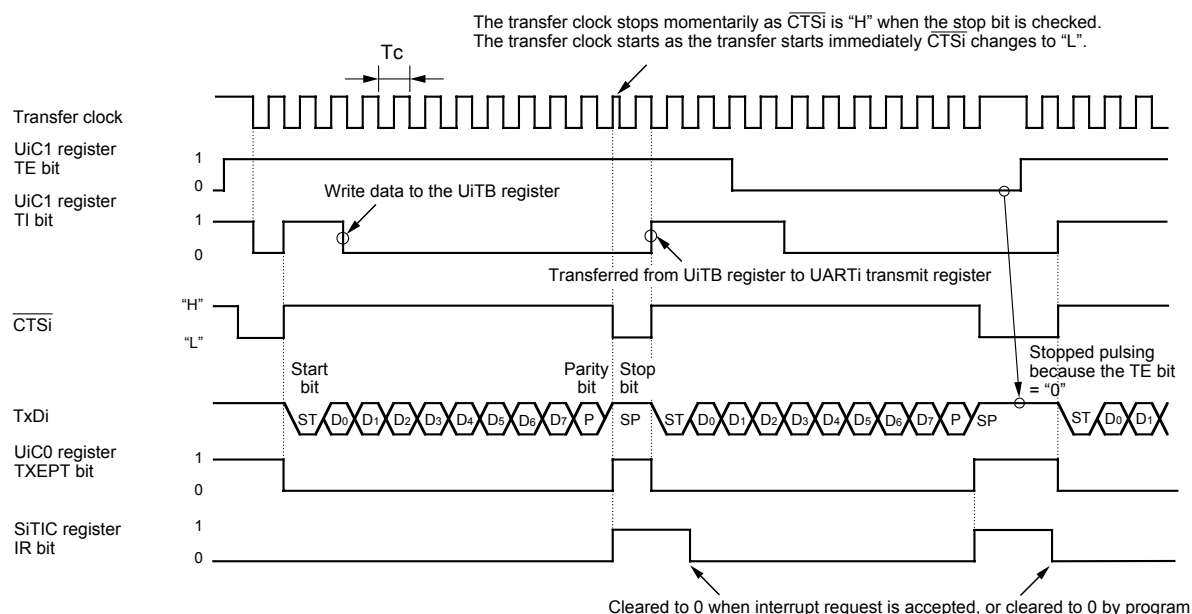 The transfer clock stops momentarily as CTSi is “H” when the stop bit is checked.
The transfer clock starts as the transfer starts immediately CTSi changes to “L”.
Tc
Transfer clock
UiC1 register
TE bit
1
0
Write data to the UiTB register
UiC1 register
TI bit
1
0
Transferred from UiTB register to UARTi transmit register
CTSi
“H”
“L”
Start
bit
Parity
bit
Stop
bit
Stopped pulsing
because the TE bit
= “0”
TxDi
ST D0 D1 D2 D3 D4 D5 D6 D7 P SP ST D0 D1 D2 D3 D4 D5 D6 D7 P SP ST D0 D1
UiC0 register
TXEPT bit
1
0
SiTIC register
IR bit
1
0
Cleared to 0 when interrupt request is accepted, or cleared to 0 by program